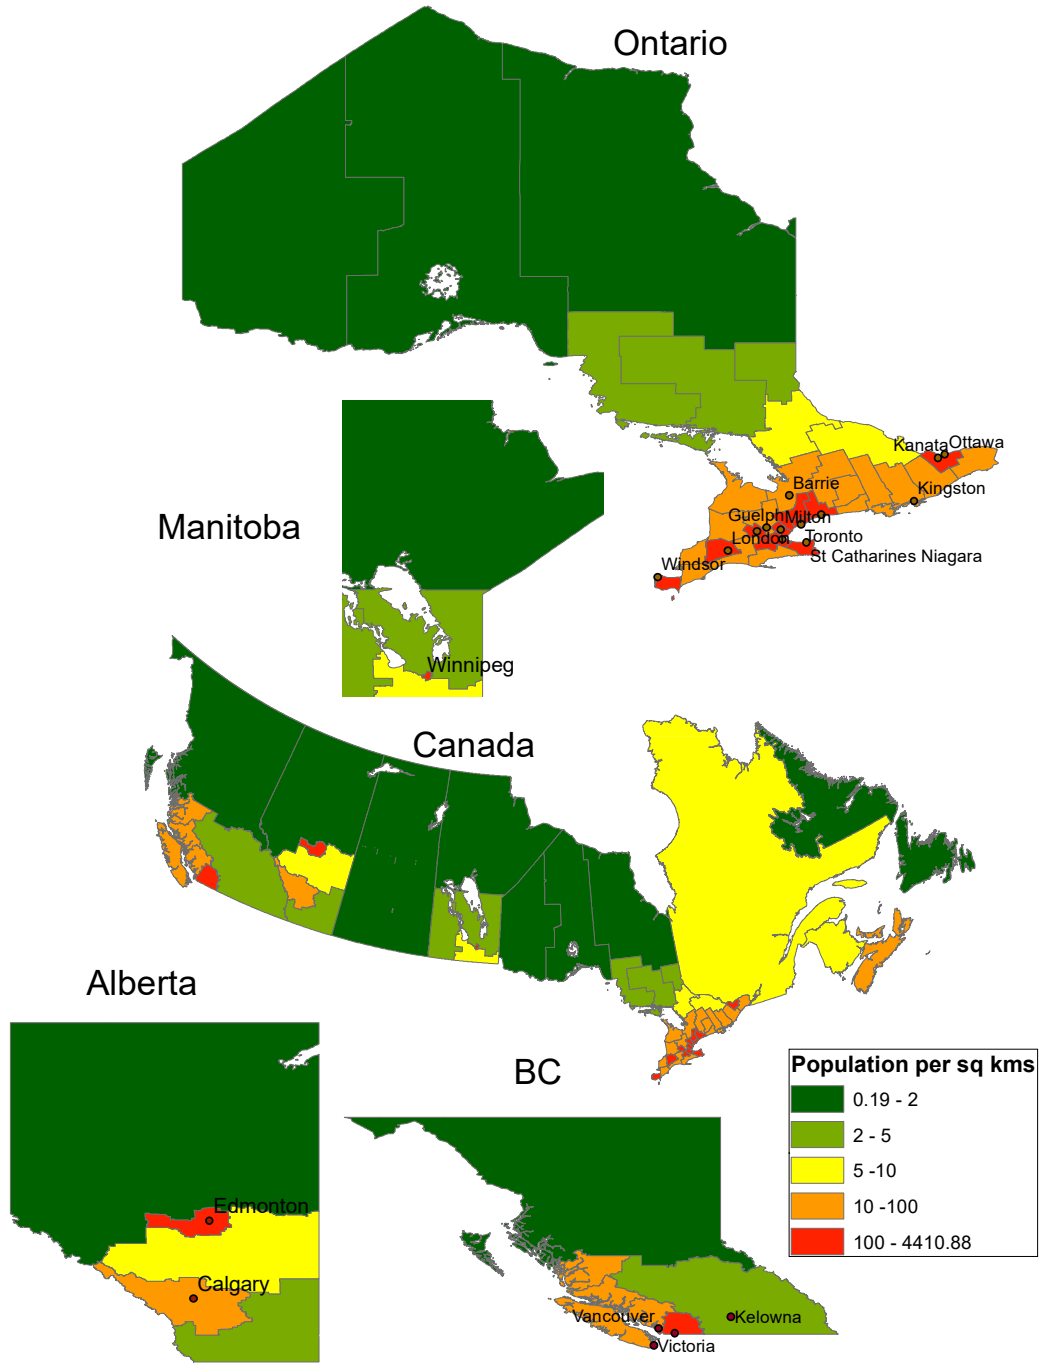 Ontario
Kanata
Ottawa
Barrie
Kingston
Guelph
Milton
London
Toronto
St Catharines Niagara
Windsor
Manitoba
Winnipeg
Canada
Alberta
Edmonton
Calgary
BC
Vancouver
Kelowna
Victoria
Population per sq kms
0.19 - 2
2 - 5
5 -10
10 -100
100 - 4410.88